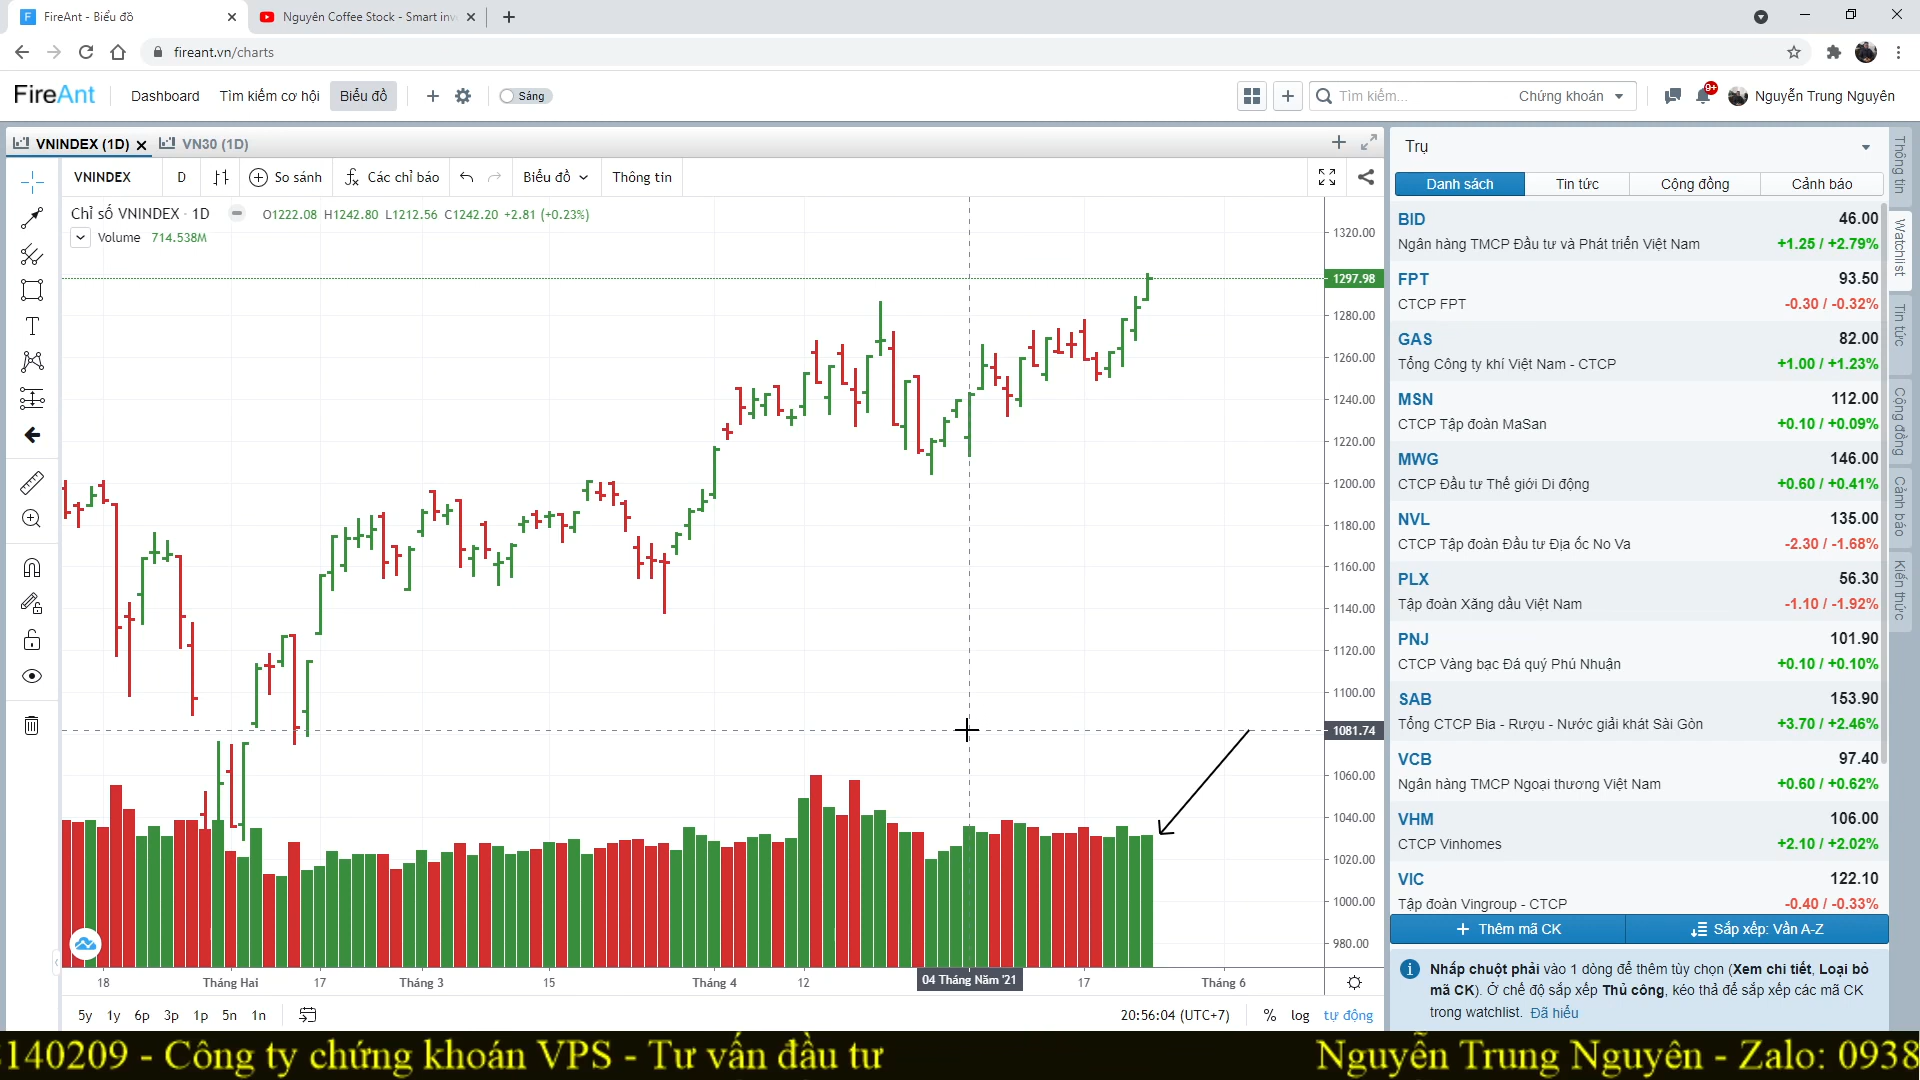 FireAnt - Biểu đồ
Nguyên Coffee Stock - Smart inv
fireant.vn/charts
FireAnt
Dashboard
Tìm kiếm cơ hội
Biểu đồ
Sáng
Tìm kiếm...
Chứng khoán
9+
Nguyễn Trung Nguyên
VNINDEX (1D)
VN30 (1D)
VNINDEX
D
So sánh
Các chỉ báo
Biểu đồ
Thông tin
Chỉ số VNINDEX · 1D
O1222.08 H1242.80 L1212.56 C1242.20 +2.81 (+0.23%)
Volume 714.538M
1320.00
1297.98
1280.00
1260.00
1240.00
1220.00
1200.00
1180.00
1160.00
1140.00
1120.00
1100.00
1081.74
1060.00
1040.00
1020.00
1000.00
980.00
18
Tháng Hai
17
Tháng 3
15
Tháng 4
12
04 Tháng Năm '21
17
Tháng 6
5y 1y 6p 3p 1p 5n 1n
20:56:04 (UTC+7)
% log tự động
Trụ
Danh sách
Tin tức
Cộng đồng
Cảnh báo
BID 46.00
Ngân hàng TMCP Đầu tư và Phát triển Việt Nam +1.25 / +2.79%
FPT 93.50
CTCP FPT -0.30 / -0.32%
GAS 82.00
Tổng Công ty khí Việt Nam - CTCP +1.00 / +1.23%
MSN 112.00
CTCP Tập đoàn MaSan +0.10 / +0.09%
MWG 146.00
CTCP Đầu tư Thế giới Di động +0.60 / +0.41%
NVL 135.00
CTCP Tập đoàn Đầu tư Địa ốc No Va -2.30 / -1.68%
PLX 56.30
Tập đoàn Xăng dầu Việt Nam -1.10 / -1.92%
PNJ 101.90
CTCP Vàng bạc Đá quý Phú Nhuận +0.10 / +0.10%
SAB 153.90
Tổng CTCP Bia - Rượu - Nước giải khát Sài Gòn +3.70 / +2.46%
VCB 97.40
Ngân hàng TMCP Ngoại thương Việt Nam +0.60 / +0.62%
VHM 106.00
CTCP Vinhomes +2.10 / +2.02%
VIC 122.10
Tập đoàn Vingroup - CTCP -0.40 / -0.33%
Thêm mã CK
Sắp xếp: Vần A-Z
Nhấp chuột phải vào 1 dòng để thêm tùy chọn (Xem chi tiết, Loại bỏ
mã CK). Ở chế độ sắp xếp Thủ công, kéo thả để sắp xếp các mã CK
trong watchlist. Đã hiểu
Thông tin
Watchlist
Tin tức
Cộng đồng
Cảnh báo
Kiến thức
140209 - Công ty chứng khoán VPS - Tư vấn đầu tư
Nguyễn Trung Nguyên - Zalo: 0938